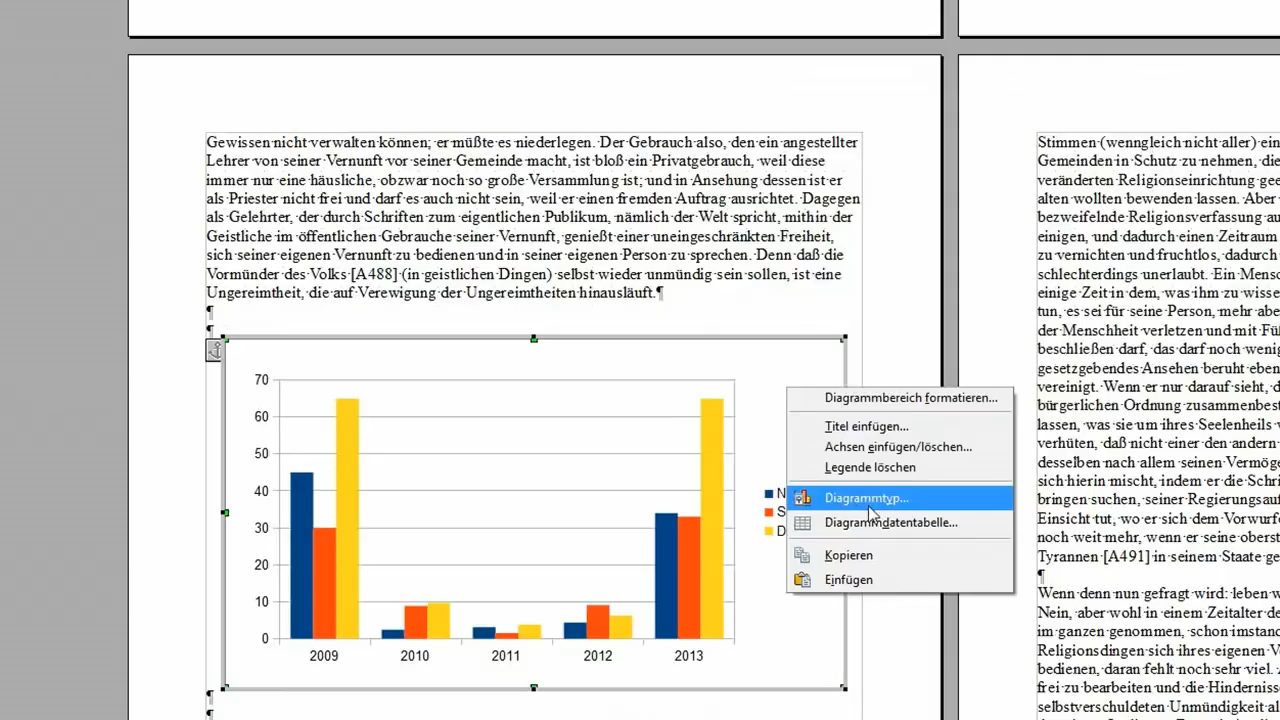 Gewissen nicht verwalten können; er müßte es niederlegen. Der Gebrauch also, den ein angestellter
Lehrer von seiner Vernunft vor seiner Gemeinde macht, ist bloß ein Privatgebrauch, weil diese
immer nur eine häusliche, obzwar noch so große Versammlung ist; und in Ansehung dessen ist er
als Priester nicht frei und darf es auch nicht sein, weil er einen fremden Auftrag ausrichtet. Dagegen
als Gelehrter, der durch Schriften zum eigentlichen Publikum, nämlich der Welt spricht, mithin der
Geistliche im öffentlichen Gebrauche seiner Vernunft, genießt einer uneingeschränkten Freiheit,
sich seiner eigenen Vernunft zu bedienen und in seiner eigenen Person zu sprechen. Denn daß die
Vormünder des Volks [A488] (in geistlichen Dingen) selbst wieder unmündig sein sollen, ist eine
Ungereimtheit, die auf Verewigung der Ungereimtheiten hinausläuft.¶
¶
¶
70
60
50
40
30
20
10
0
2009 2010 2011 2012 2013
N
S
D
Diagrammbereich formatieren...
Titel einfügen...
Achsen einfügen/löschen...
Legende löschen
Diagrammtyp...
Diagrammdatentabelle...
Kopieren
Einfügen
¶
¶
Stimmen (wenngleich nicht aller) ein
Gemeinden in Schutz zu nehmen, die
veränderten Religionseinrichtung gee
alten wollten bewenden lassen. Aber
bezweifelnde Religionsverfassung au
einigen, und dadurch einen Zeitraum
zu vernichten und fruchtlos, dadurch
schlechterdings unerlaubt. Ein Mensc
einige Zeit in dem, was ihm zu wisse
tun, es sei für seine Person, mehr abe
der Menschheit verletzen und mit Fü
beschließen darf, das darf noch wenig
gesetzgebendes Ansehen beruht eben
vereinigt. Wenn er nur darauf sieht, d
bürgerlichen Ordnung zusammenbest
lassen, was sie um ihres Seelenheils v
verhüten, daß nicht einer den andern
desselben nach allem seinen Vermöge
sich hierin mischt, indem er die Schri
bringen suchen, seiner Regierungsauf
Einsicht tut, wo er sich dem Vorwurfe
noch weit mehr, wenn er seine oberst
Tyrannen [A491] in seinem Staate ge
¶
Wenn denn nun gefragt wird: leben w
Nein, aber wohl in einem Zeitalter de
im ganzen genommen, schon imstand
Religionsdingen sich ihres eigenen V
bedienen, daran fehlt noch sehr viel. A
frei zu bearbeiten und die Hindernisse
selbstverschuldeten Unmündigkeit al